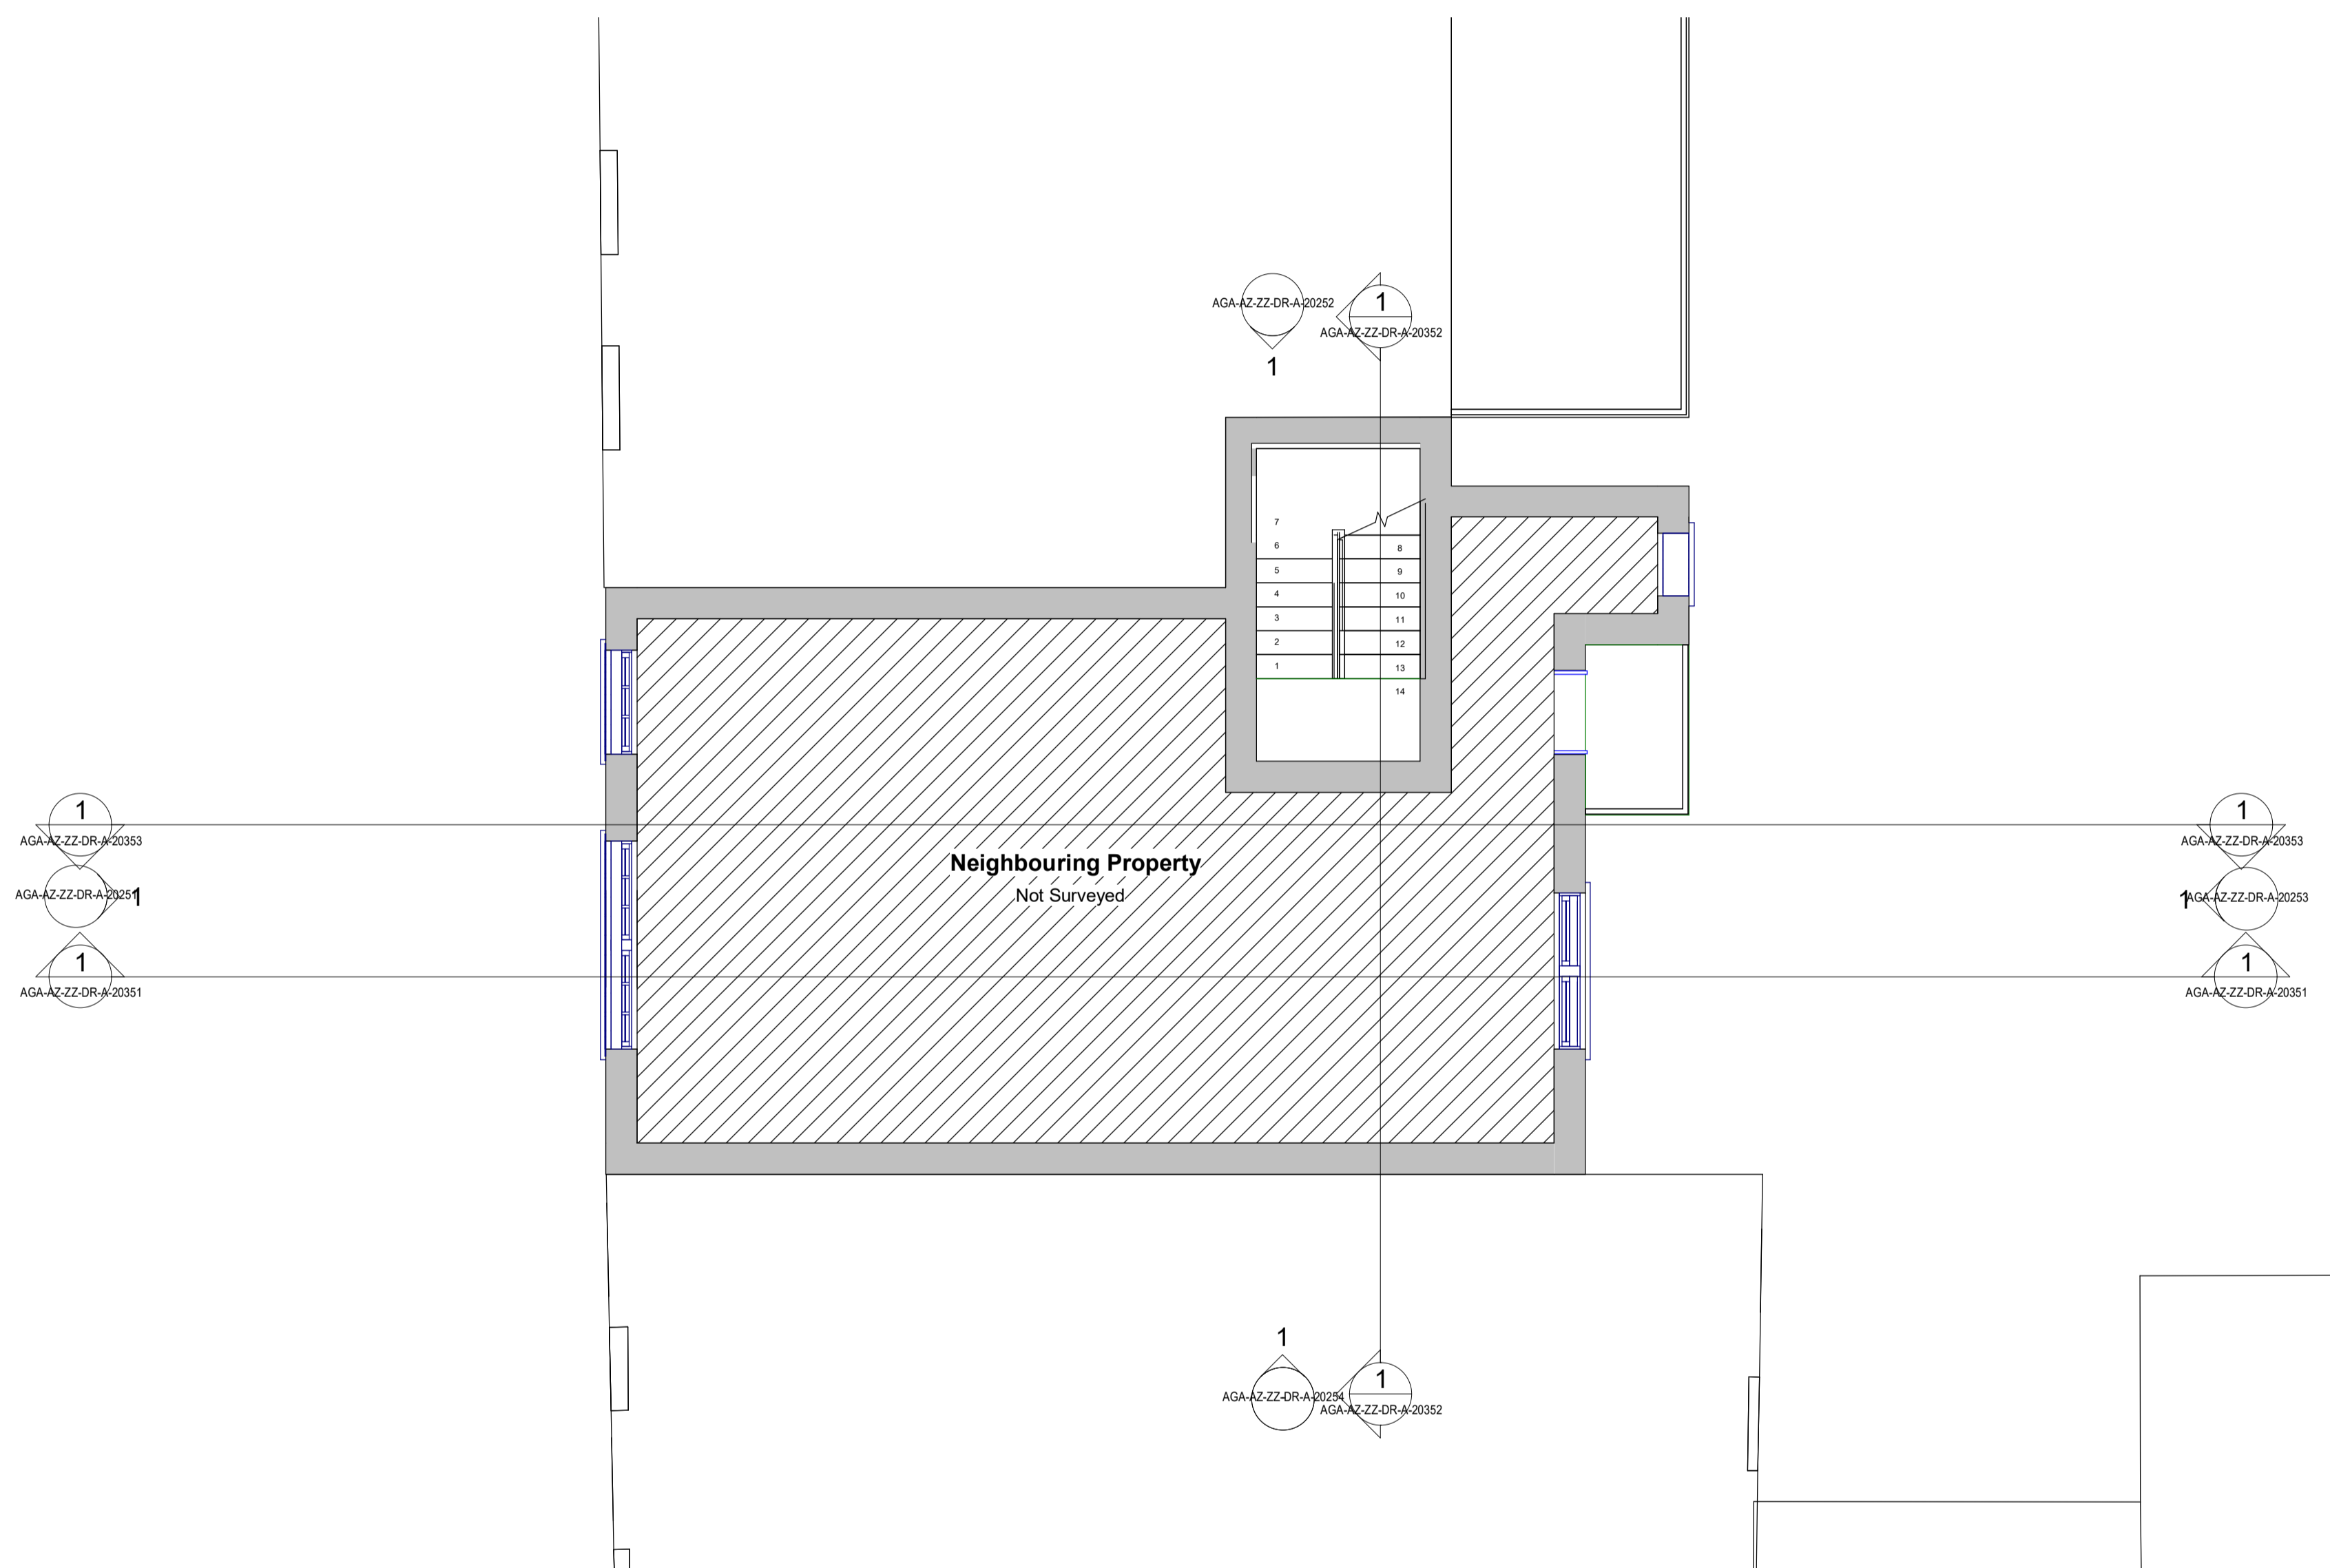 AGA-AZ-ZZ-DR-A-20252
1
1
AGA-AZ-ZZ-DR-A-20352
7
6
5
4
3
2
1
8
9
10
11
12
13
14
1
AGA-AZ-ZZ-DR-A-20353
AGA-AZ-ZZ-DR-A-20251
1
1
AGA-AZ-ZZ-DR-A-20351
Neighbouring Property
Not Surveyed
1
AGA-AZ-ZZ-DR-A-20353
1
AGA-AZ-ZZ-DR-A-20253
1
AGA-AZ-ZZ-DR-A-20351
1
AGA-AZ-ZZ-DR-A-20254
1
AGA-AZ-ZZ-DR-A-20352